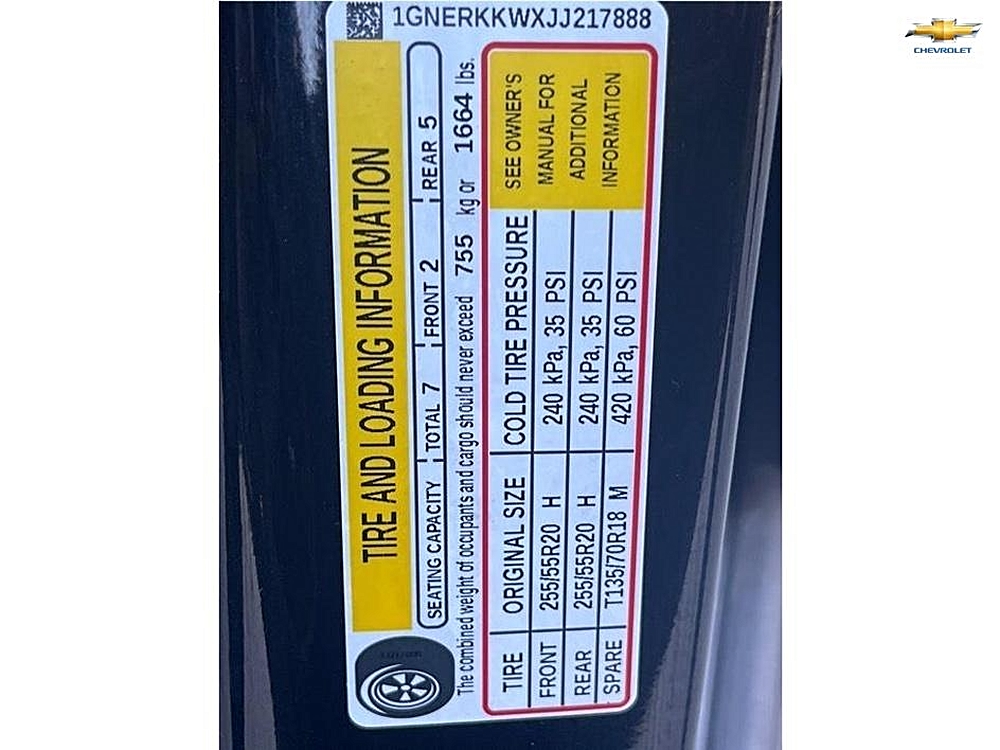 1GNERKKWXJJ217888
TIRE AND LOADING INFORMATION
SEATING CAPACITY TOTAL 7 FRONT 2 REAR 5
The combined weight of occupants and cargo should never exceed 755 kg or 1664 lbs.
TIRE ORIGINAL SIZE COLD TIRE PRESSURE
FRONT 255/55R20 H 240 kPa, 35 PSI
REAR 255/55R20 H 240 kPa, 35 PSI
SPARE T135/70R18 M 420 kPa, 60 PSI
SEE OWNER'S
MANUAL FOR
ADDITIONAL
INFORMATION
CHEVROLET